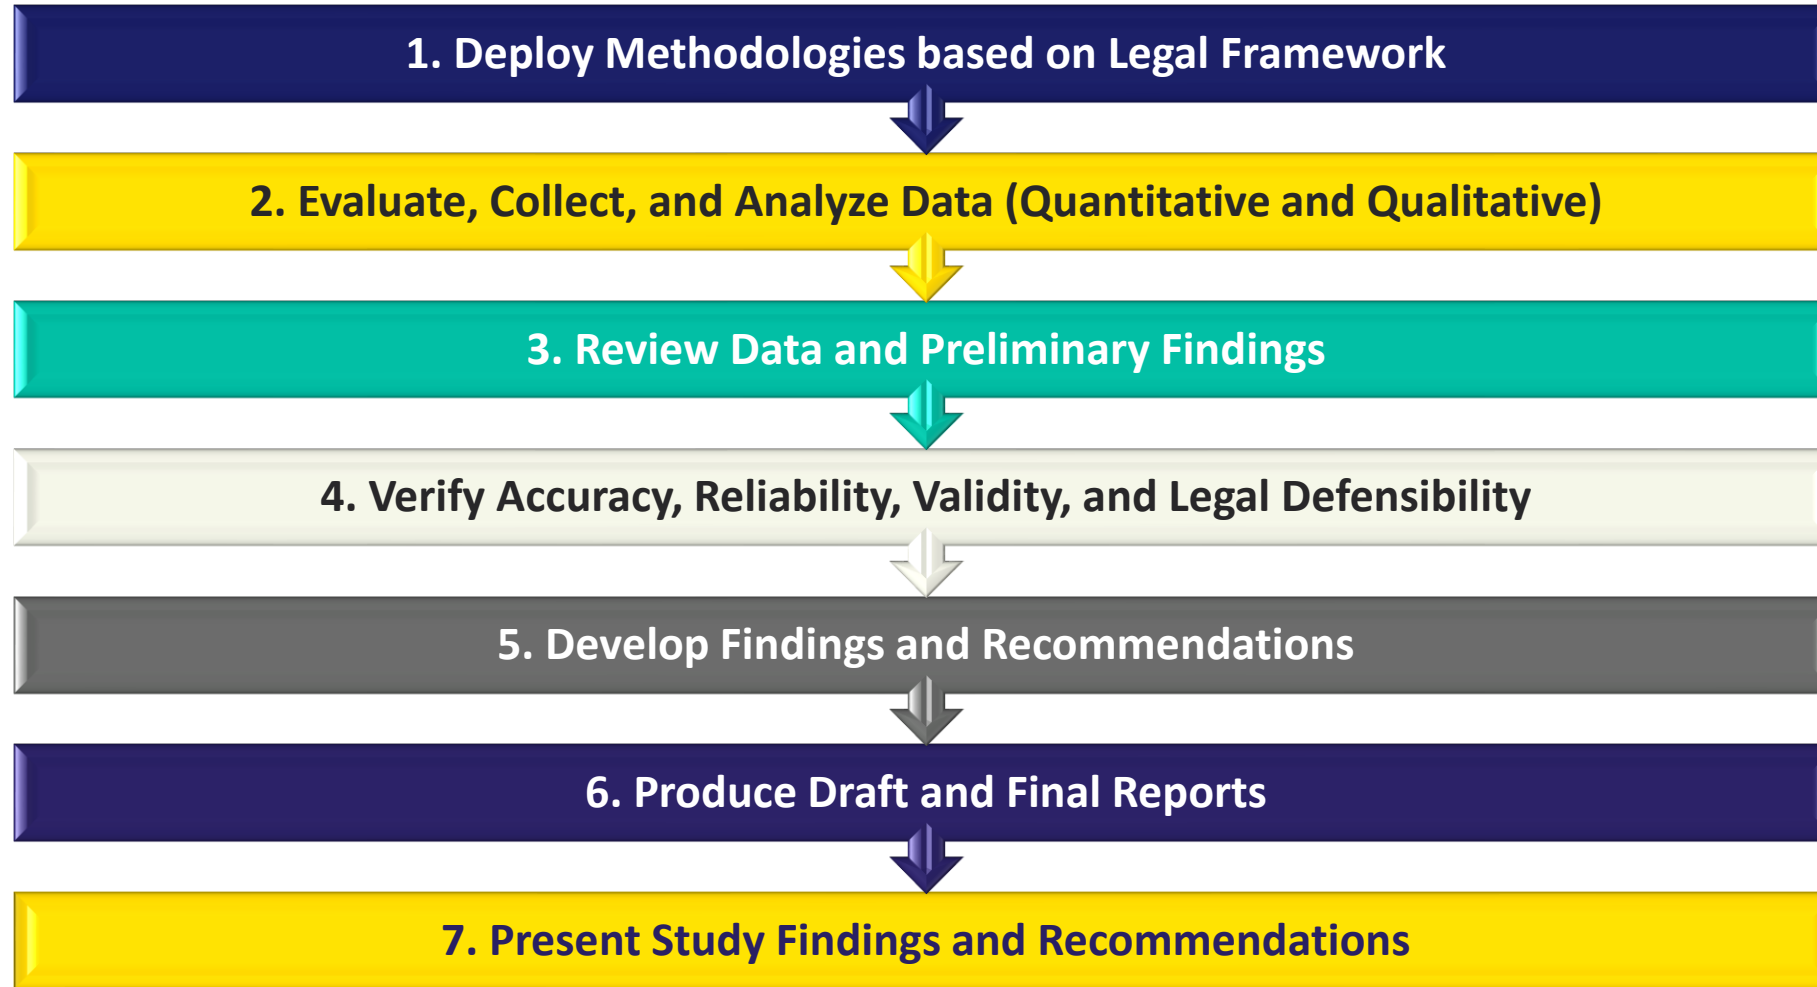 1. Deploy Methodologies based on Legal Framework
2. Evaluate, Collect, and Analyze Data (Quantitative and Qualitative)
3. Review Data and Preliminary Findings
4. Verify Accuracy, Reliability, Validity, and Legal Defensibility
5. Develop Findings and Recommendations
6. Produce Draft and Final Reports
7. Present Study Findings and Recommendations